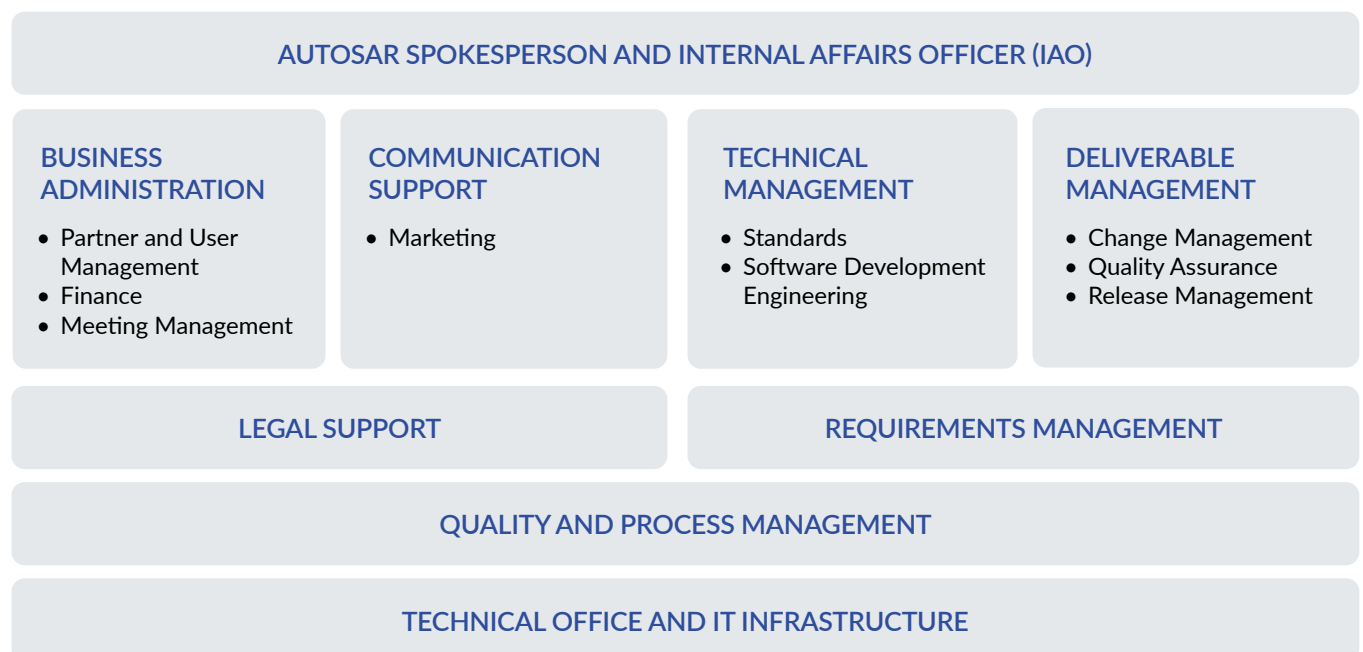 AUTOSAR SPOKESPERSON AND INTERNAL AFFAIRS OFFICER (IAO)
BUSINESS
ADMINISTRATION
• Partner and User
Management
• Finance
• Meeting Management
COMMUNICATION
SUPPORT
• Marketing
TECHNICAL
MANAGEMENT
• Standards
• Software Development
Engineering
DELIVERABLE
MANAGEMENT
• Change Management
• Quality Assurance
• Release Management
LEGAL SUPPORT
REQUIREMENTS MANAGEMENT
QUALITY AND PROCESS MANAGEMENT
TECHNICAL OFFICE AND IT INFRASTRUCTURE